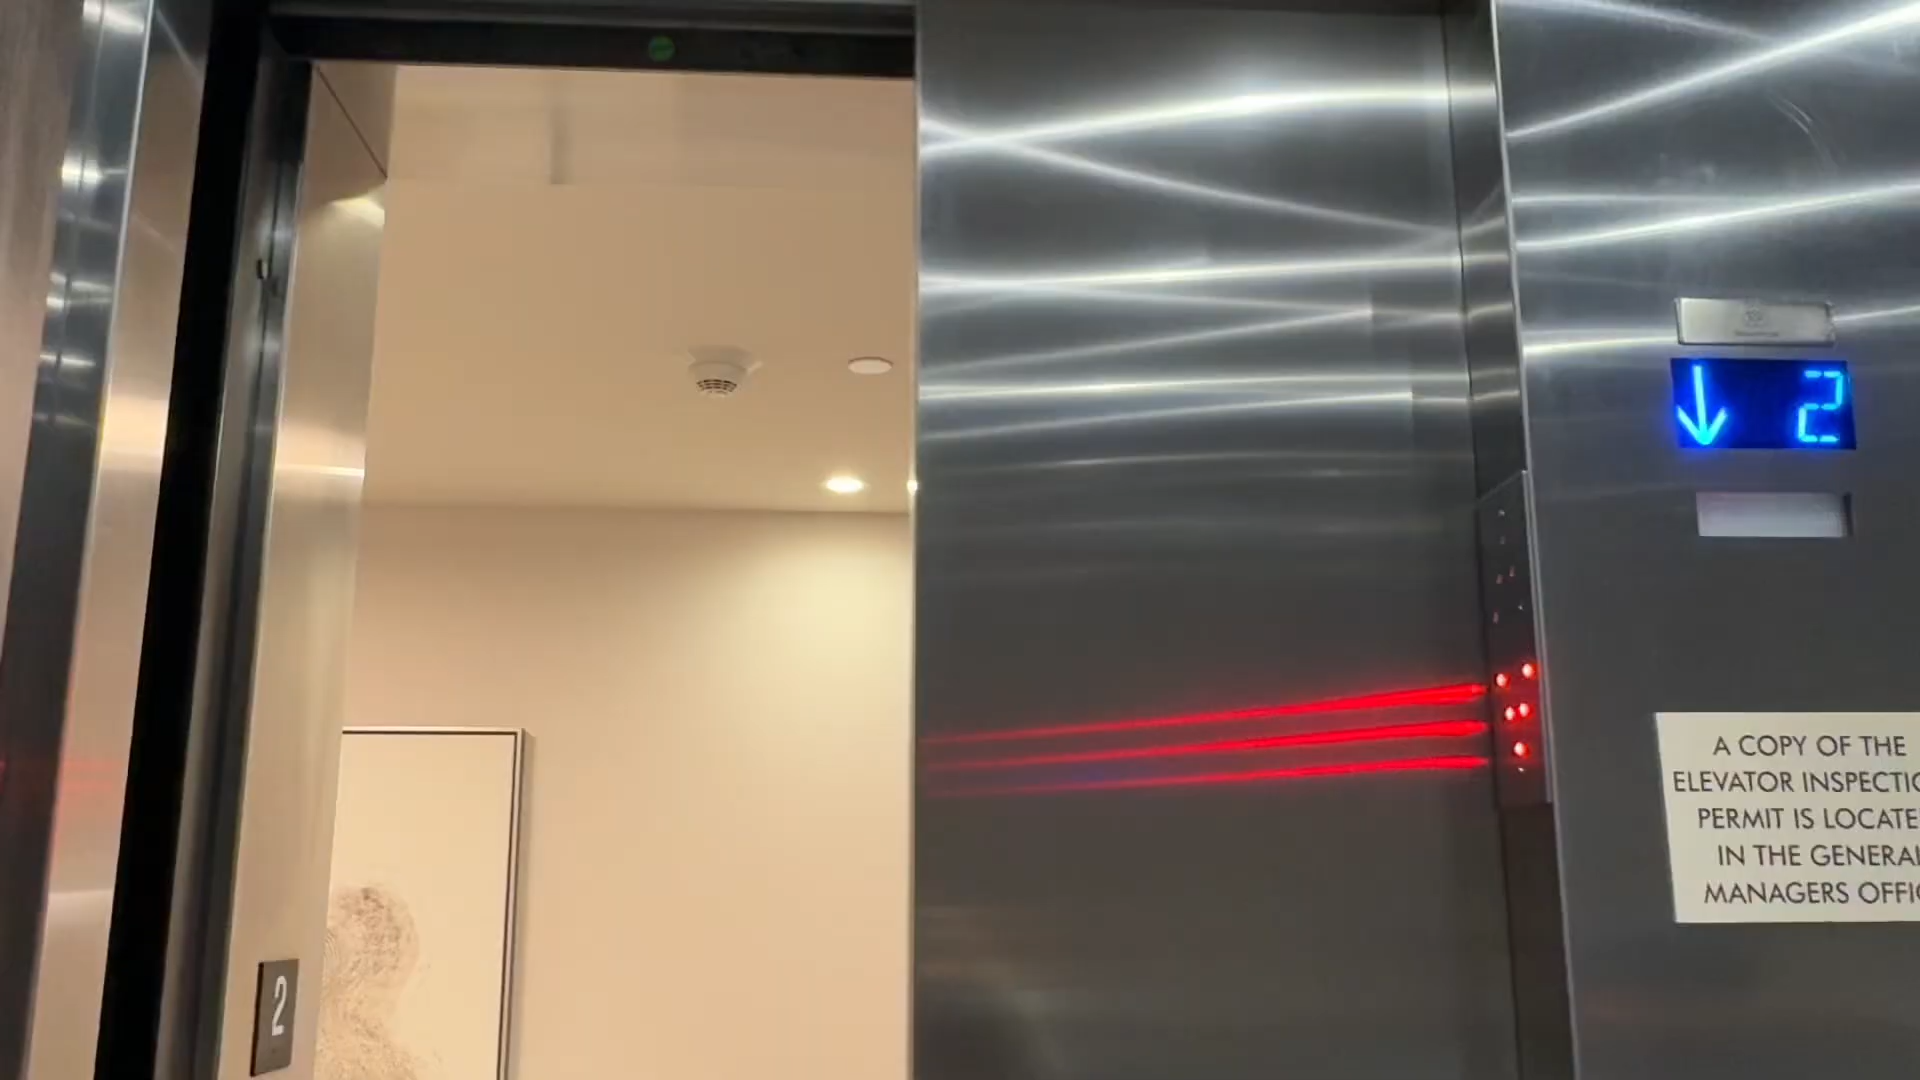 2
2
A COPY OF THE
ELEVATOR INSPECTIO
PERMIT IS LOCATE
IN THE GENERAL
MANAGERS OFFIC